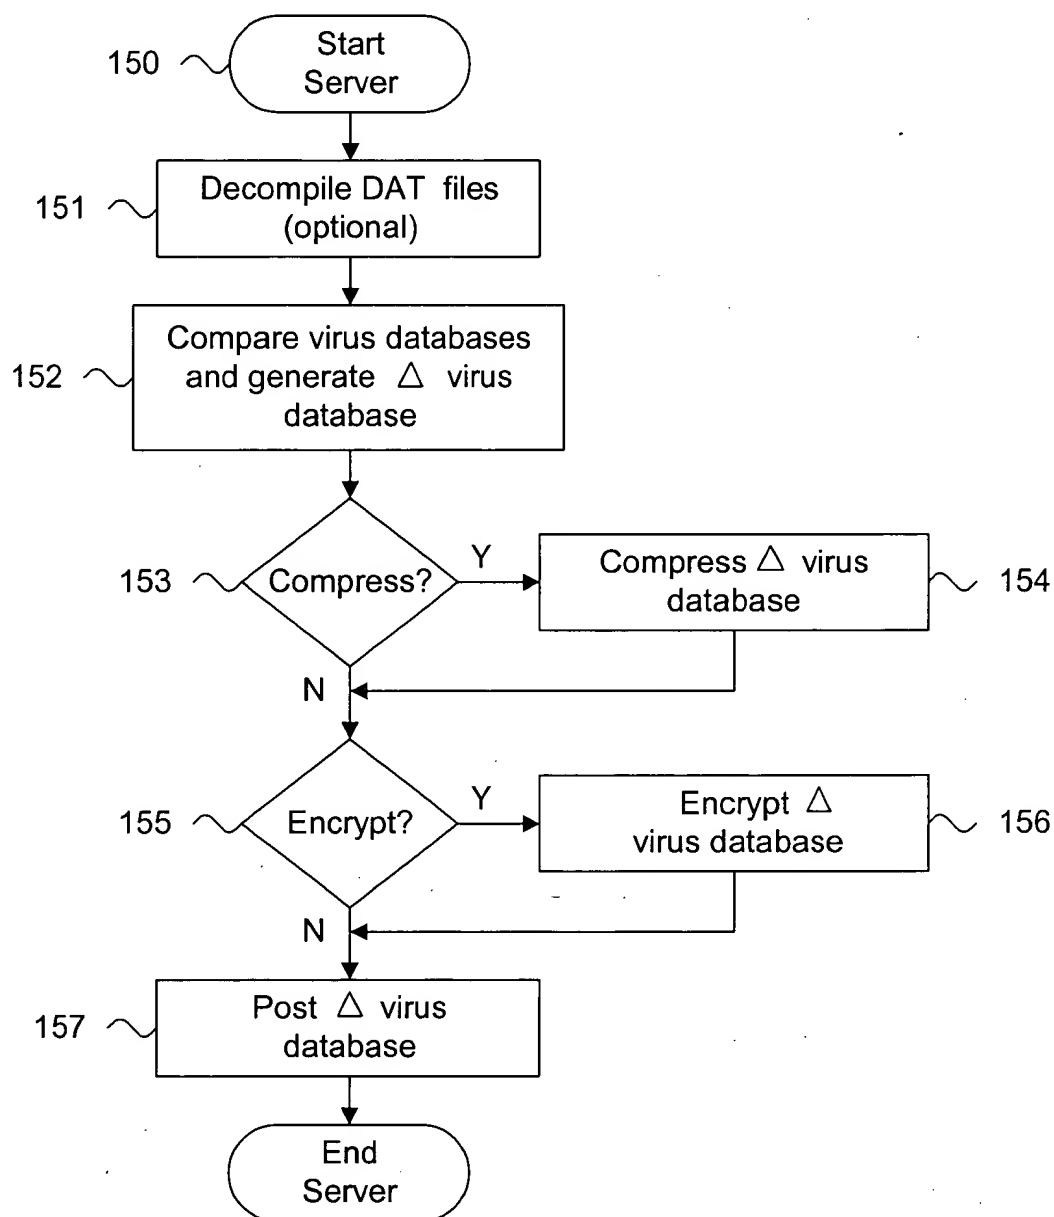 Start
Server
150
Decompile DAT files
(optional)
151
Compare virus databases
and generate △ virus
database
152
Compress?
153
Y
Compress △ virus
database
154
N
Encrypt?
155
Y
Encrypt △
virus database
156
N
Post △ virus
database
157
End
Server